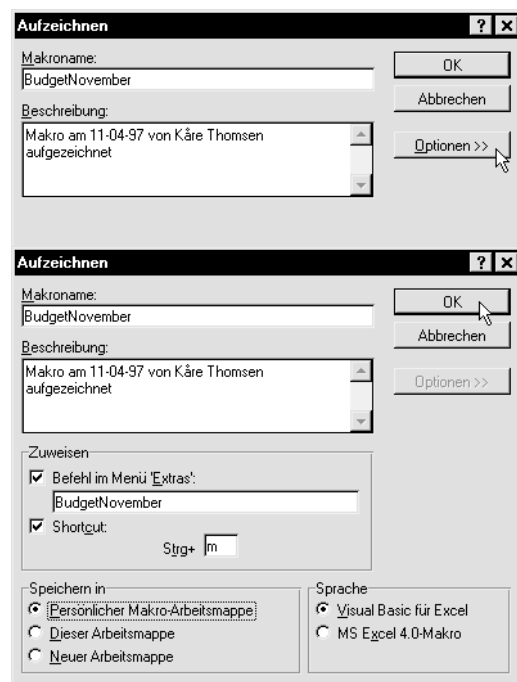 Aufzeichnen
Makroname:
BudgetNovember
OK
Abbrechen
Beschreibung:
Makro am 11-04-97 von Kåre Thomsen
aufgezeichnet
Optionen >>
Aufzeichnen
Makroname:
BudgetNovember
OK
Abbrechen
Beschreibung:
Makro am 11-04-97 von Kåre Thomsen
aufgezeichnet
Optionen >>
Zuweisen
Befehl im Menü 'Extras':
BudgetNovember
Shortcut:
Strg+ m
Speichern in
Persönlicher Makro-Arbeitsmappe
Dieser Arbeitsmappe
Neuer Arbeitsmappe
Sprache
Visual Basic für Excel
MS Excel 4.0-Makro